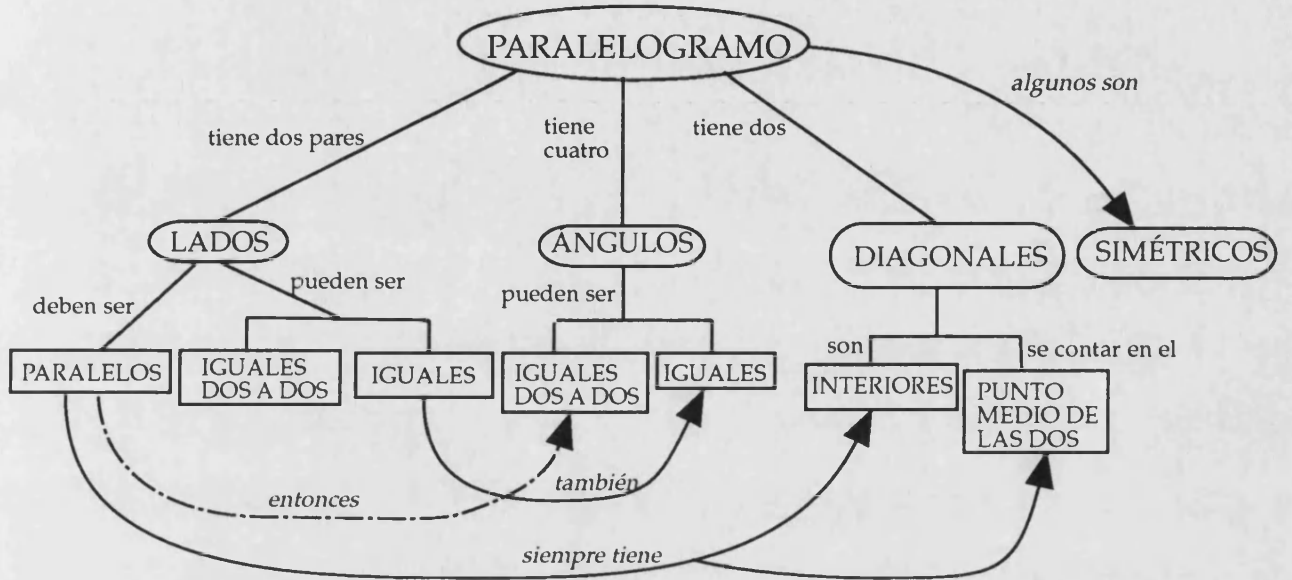 PARALELOGRAMO
algunos son
tiene dos pares
tiene
cuatro
tiene dos
LADOS
ÁNGULOS
DIAGONALES
SIMÉTRICOS
deben ser
pueden ser
pueden ser
son
se contar en el
PARALELOS
IGUALES
DOS A DOS
IGUALES
IGUALES
DOS A DOS
IGUALES
INTERIORES
PUNTO
MEDIO DE
LAS DOS
entonces
también
siempre tiene